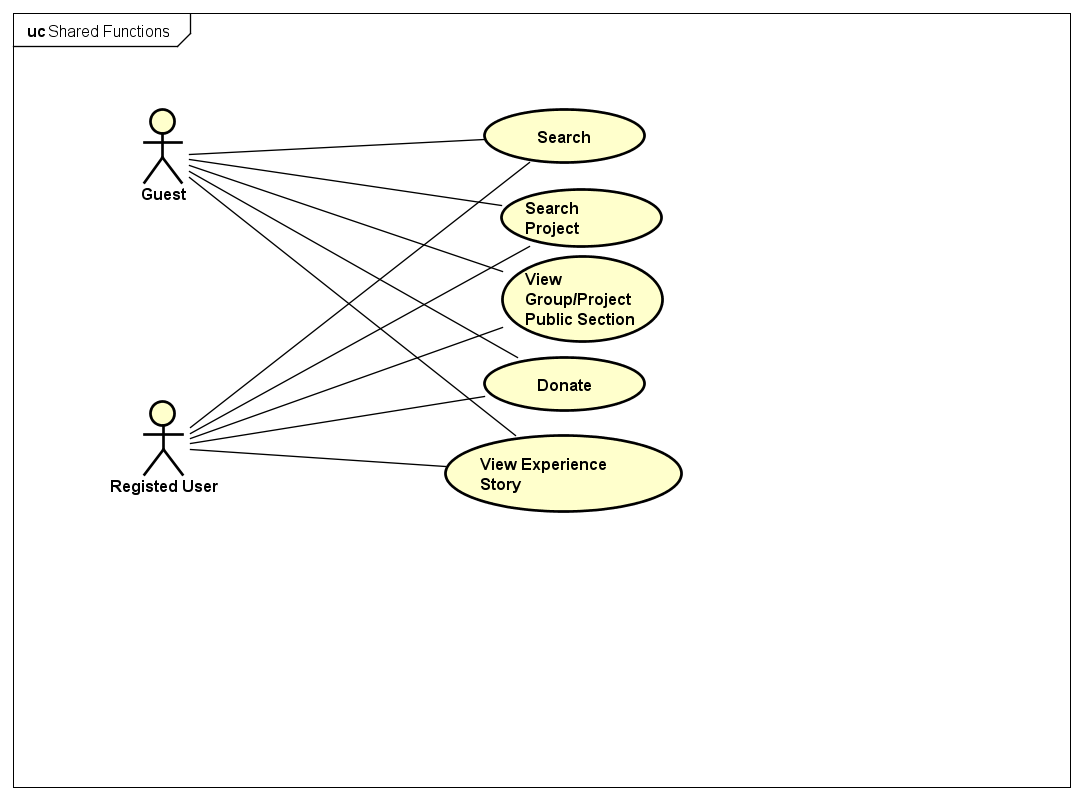 uc Shared Functions
Guest
Search
Search
Project
View
Group/Project
Public Section
Donate
View Experience
Story
Registed User